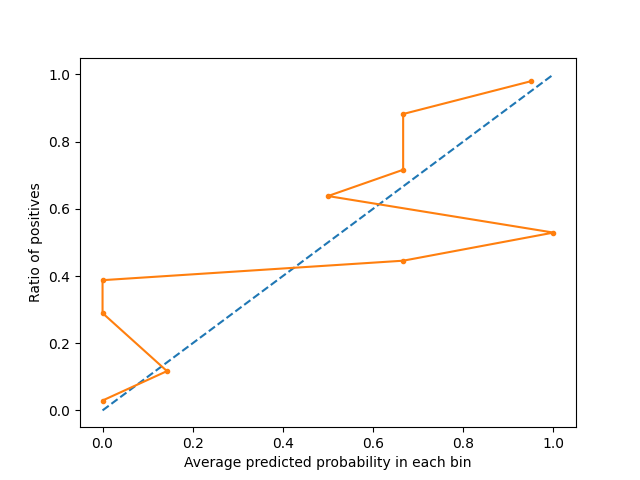 1.0
0.8
0.6
0.4
0.2
0.0
Ratio of positives
0.0 0.2 0.4 0.6 0.8 1.0
Average predicted probability in each bin